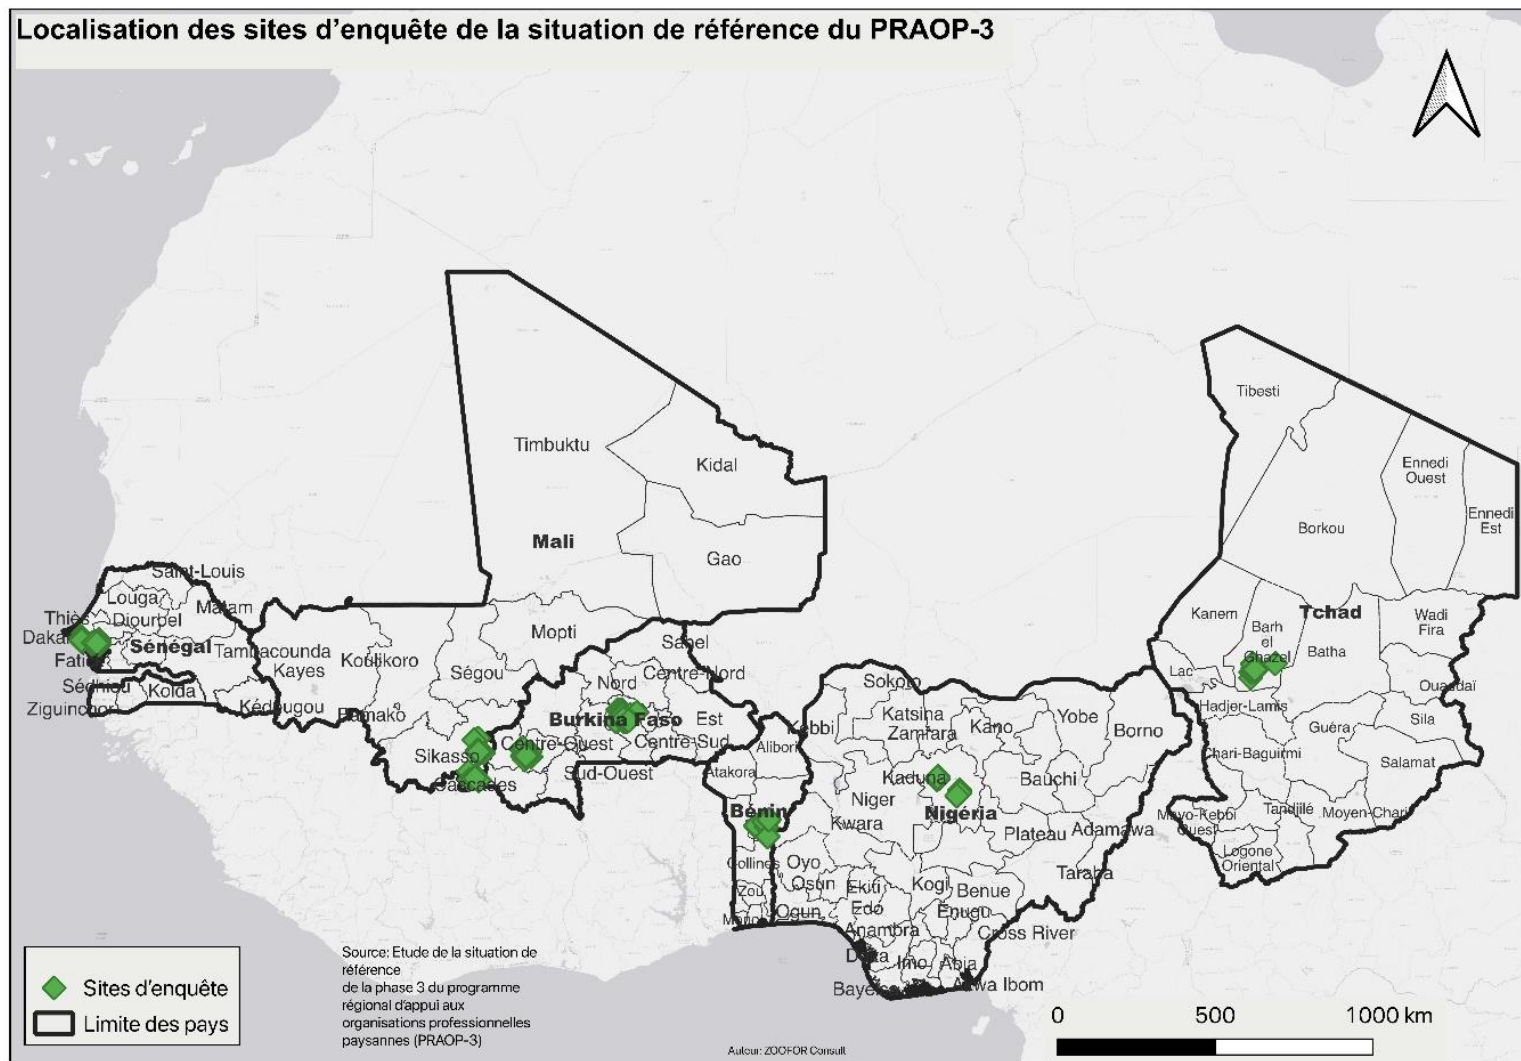 Localisation des sites d’enquête de la situation de référence du PRAOP-3
Tibesti
Timbuktu
Kidal
Ennedi
Ouest
Ennedi
Est
Borkou
Mali
Gao
Saint-Louis
Louga
Matam
Thiès
Diourbel
Dakar
Sénégal
Tambacounda
Kayes
Koulikoro
Mopti
Ségou
Sahel
Centre-Nord
Nord
Kanem
Tchad
Barh
el
Ghazel
Batha
Wadi
Fira
Lac
Ouaddaï
Sédhiou
Kolda
Ziguinchor
Kédougou
Bamako
Burkina Faso
Est
Sikasso
Centre-Ouest
Centre-Sud
Sud-Ouest
Cascades
Sokoto
Katsina
Zamfara
Kebbi
Kano
Yobe
Borno
Hadjer-Lamis
Guéra
Sila
Chari-Baguirmi
Salamat
Alibori
Atakora
Kaduna
Bauchi
Niger
Nigéria
Bénin
Kwara
Plateau
Adamawa
Mayo-Kebbi
Ouest
Tandjilé
Moyen-Chari
Logone
Oriental
Collines
Oyo
Taraba
Zou
Osun
Ekiti
Kogi
Benue
Mono
Ogun
Edo
Enugu
Anambra
Cross River
Delta
Imo
Abia
Bayelsa
Akwa Ibom
Sites d’enquête
Limite des pays
Source: Etude de la situation de
référence
de la phase 3 du programme
régional d'appui aux
organisations professionnelles
paysannes (PRAOP-3)
Auteur: ZOOFOR Consult
0 500 1000 km